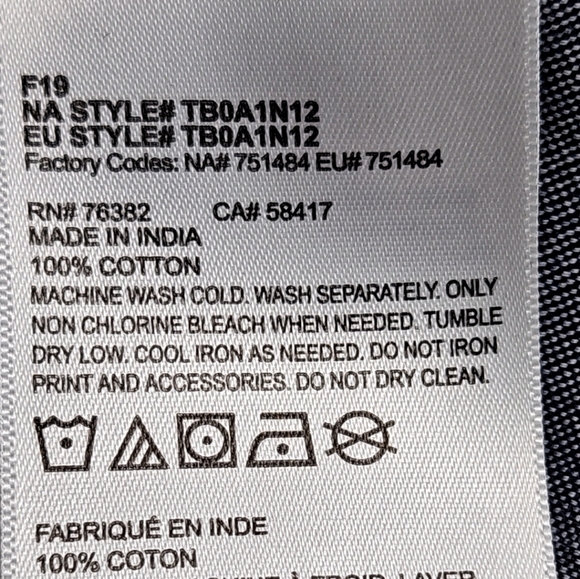 F19
NA STYLE# TB0A1N12
EU STYLE# TB0A1N12
Factory Codes: NA# 751484 EU# 751484
RN# 76382 CA# 58417
MADE IN INDIA
100% COTTON
MACHINE WASH COLD. WASH SEPARATELY. ONLY
NON CHLORINE BLEACH WHEN NEEDED. TUMBLE
DRY LOW. COOL IRON AS NEEDED. DO NOT IRON
PRINT AND ACCESSORIES. DO NOT DRY CLEAN.
FABRIQUÉ EN INDE
100% COTON
À FROID. LAVER